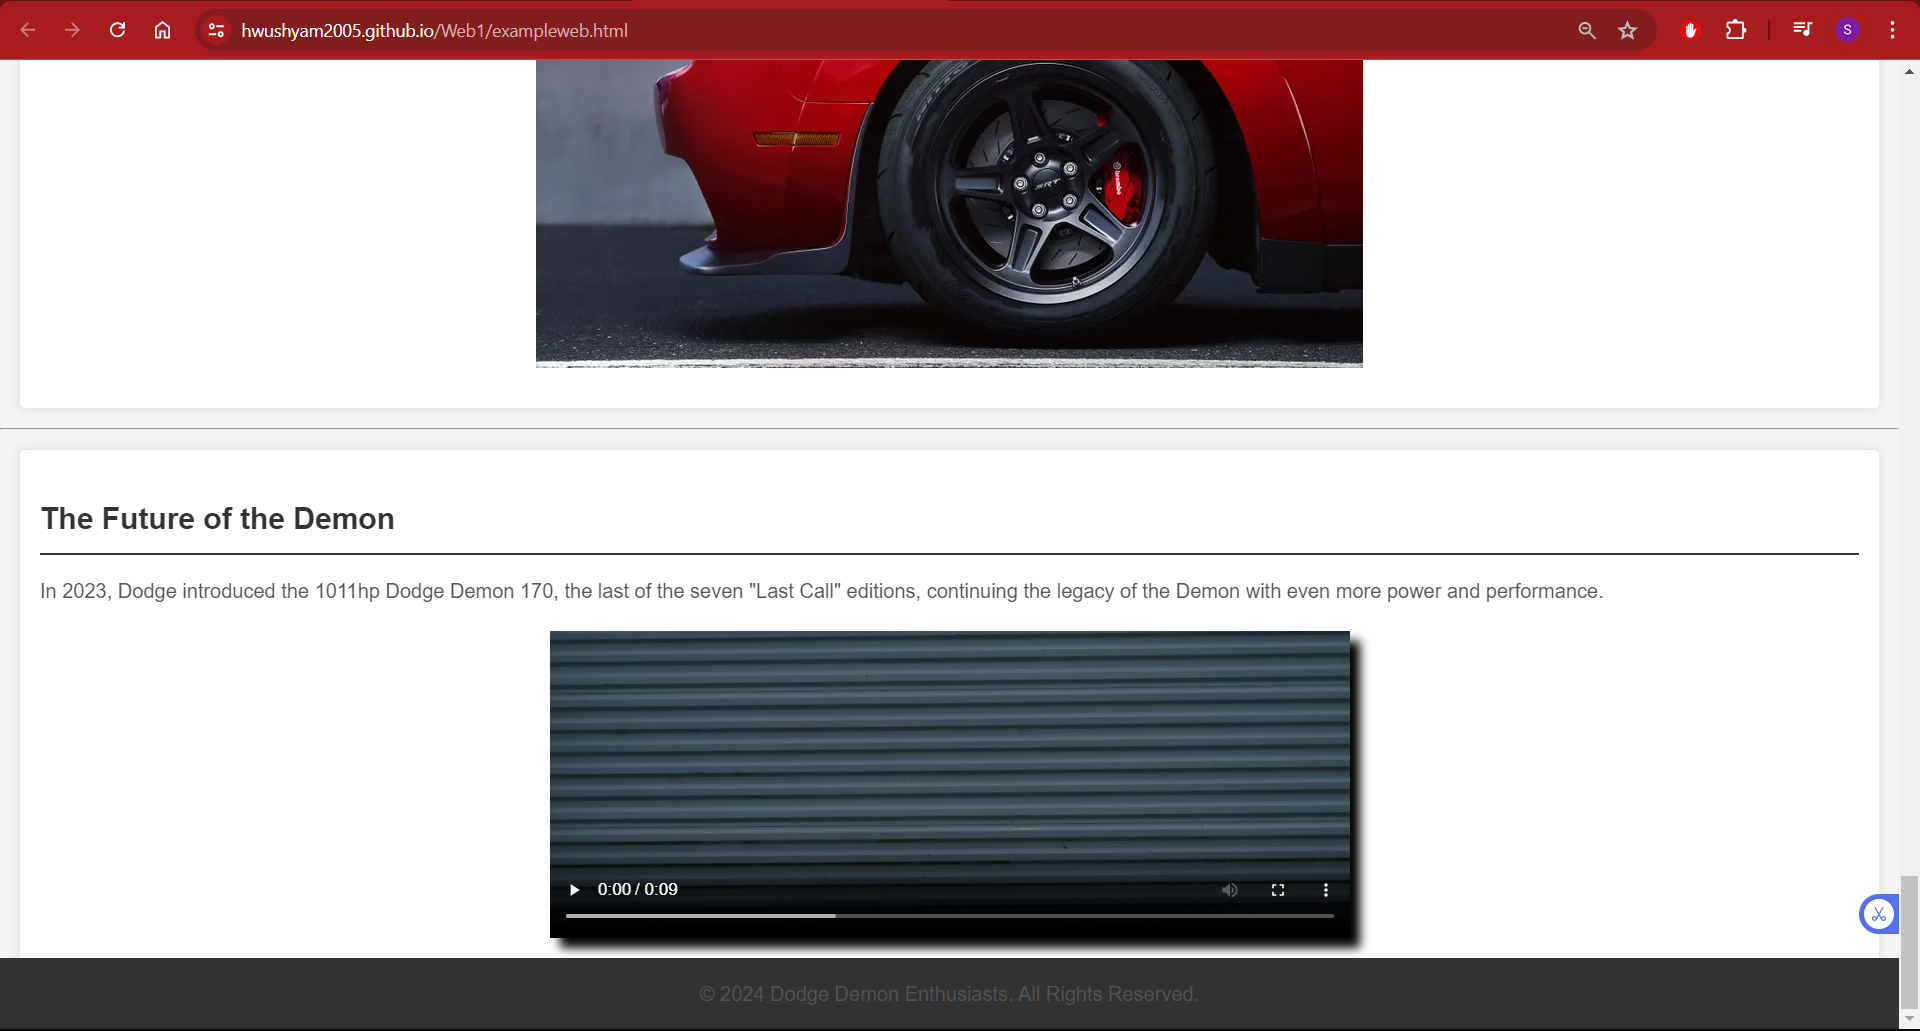 hwushyam2005.github.io/Web1/exampleweb.html
S
SRT
brembo
The Future of the Demon
In 2023, Dodge introduced the 1011hp Dodge Demon 170, the last of the seven "Last Call" editions, continuing the legacy of the Demon with even more power and performance.
0:00 / 0:09
© 2024 Dodge Demon Enthusiasts. All Rights Reserved.